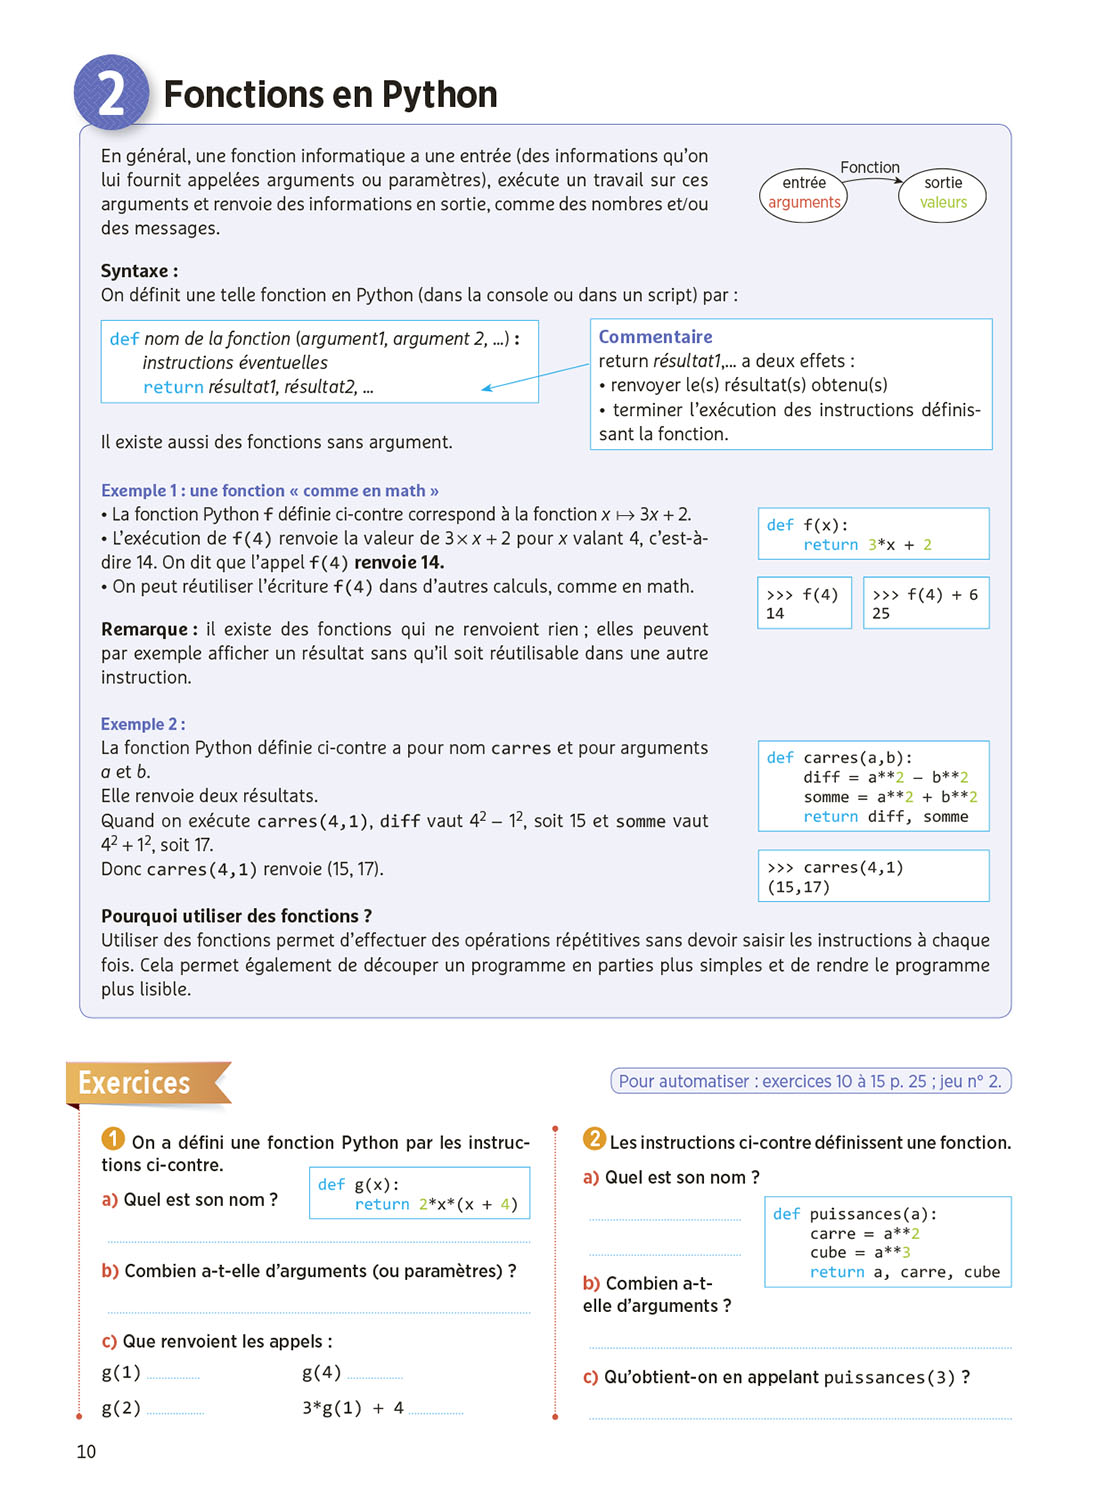 2 Fonctions en Python
En général, une fonction informatique a une entrée (des informations qu'on
lui fournit appelées arguments ou paramètres), exécute un travail sur ces
arguments et renvoie des informations en sortie, comme des nombres et/ou
des messages.
Fonction
entrée
arguments
sortie
valeurs
Syntaxe :
On définit une telle fonction en Python (dans la console ou dans un script) par :
def nom de la fonction (argument1, argument 2, ...) :
instructions éventuelles
return résultat1, résultat2, ...
Commentaire
return résultat1,... a deux effets :
• renvoyer le(s) résultat(s) obtenu(s)
• terminer l'exécution des instructions définis-
sant la fonction.
Il existe aussi des fonctions sans argument.
Exemple 1 : une fonction « comme en math »
• La fonction Python f définie ci-contre correspond à la fonction x ↦ 3x + 2.
• L'exécution de f(4) renvoie la valeur de 3 × x + 2 pour x valant 4, c'est-à-
dire 14. On dit que l'appel f(4) renvoie 14.
• On peut réutiliser l'écriture f(4) dans d'autres calculs, comme en math.
def f(x):
return 3*x + 2
>>> f(4)
14
>>> f(4) + 6
25
Remarque : il existe des fonctions qui ne renvoient rien ; elles peuvent
par exemple afficher un résultat sans qu'il soit réutilisable dans une autre
instruction.
Exemple 2 :
La fonction Python définie ci-contre a pour nom carres et pour arguments
a et b.
Elle renvoie deux résultats.
Quand on exécute carres(4,1), diff vaut 4² – 1², soit 15 et somme vaut
4² + 1², soit 17.
Donc carres(4,1) renvoie (15, 17).
def carres(a,b):
diff = a**2 – b**2
somme = a**2 + b**2
return diff, somme
>>> carres(4,1)
(15,17)
Pourquoi utiliser des fonctions ?
Utiliser des fonctions permet d'effectuer des opérations répétitives sans devoir saisir les instructions à chaque
fois. Cela permet également de découper un programme en parties plus simples et de rendre le programme
plus lisible.
Exercices
Pour automatiser : exercices 10 à 15 p. 25 ; jeu n° 2.
1 On a défini une fonction Python par les instruc-
tions ci-contre.
a) Quel est son nom ?
def g(x):
return 2*x*(x + 4)
b) Combien a-t-elle d'arguments (ou paramètres) ?
c) Que renvoient les appels :
g(1) g(4)
g(2) 3*g(1) + 4
2 Les instructions ci-contre définissent une fonction.
a) Quel est son nom ?
def puissances(a):
carre = a**2
cube = a**3
return a, carre, cube
b) Combien a-t-
elle d'arguments ?
c) Qu'obtient-on en appelant puissances(3) ?
10